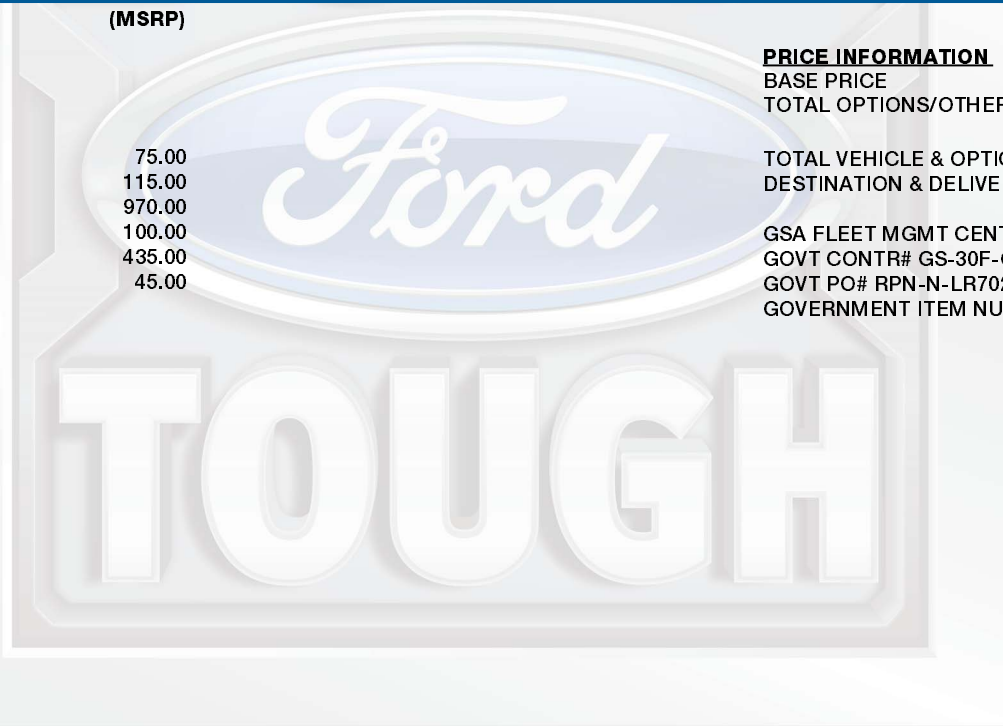 (MSRP)
75.00
115.00
970.00
100.00
435.00
45.00
PRICE INFORMATION
BASE PRICE
TOTAL OPTIONS/OTHER
TOTAL VEHICLE & OPTIO
DESTINATION & DELIVE
GSA FLEET MGMT CENT
GOVT CONTR# GS-30F-
GOVT PO# RPN-N-LR702
GOVERNMENT ITEM NU
Ford
TOUGH